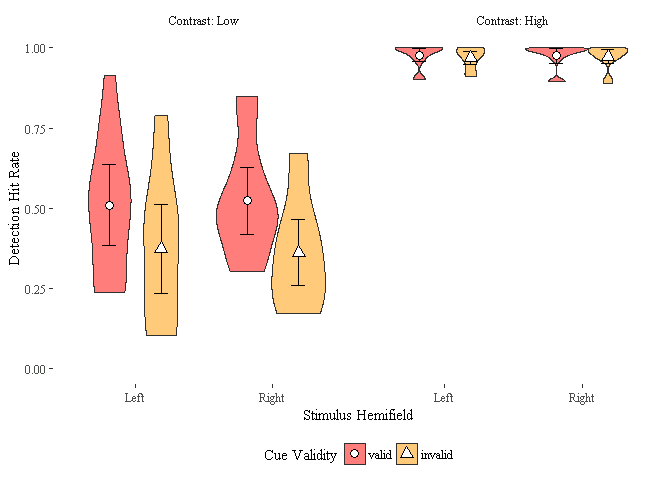 Contrast: Low
Contrast: High
Detection Hit Rate
1.00
0.75
0.50
0.25
0.00
Left
Right
Left
Right
Stimulus Hemifield
Cue Validity valid invalid